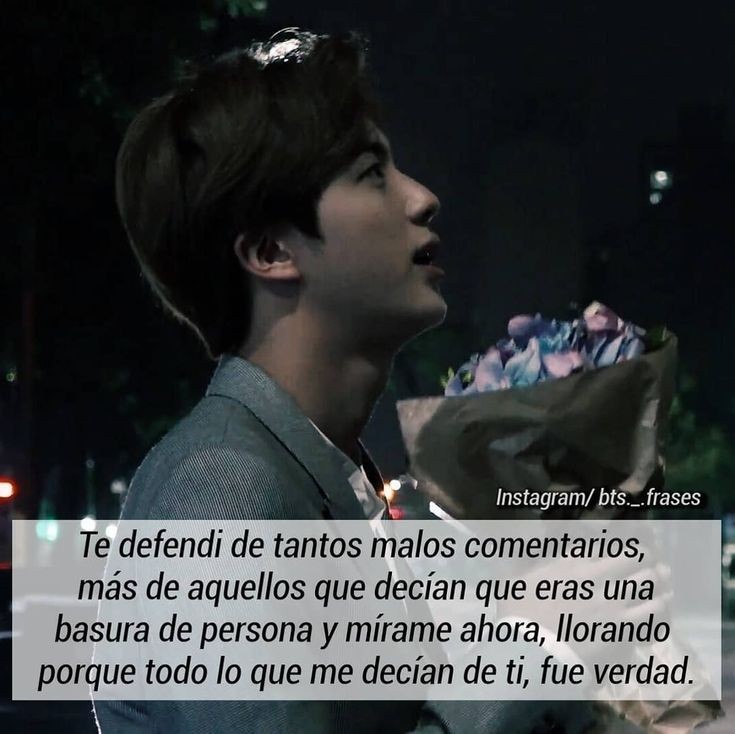 Instagram/ bts._.frases
Te defendi de tantos malos comentarios,
más de aquellos que decían que eras una
basura de persona y mírame ahora, llorando
porque todo lo que me decían de ti, fue verdad.